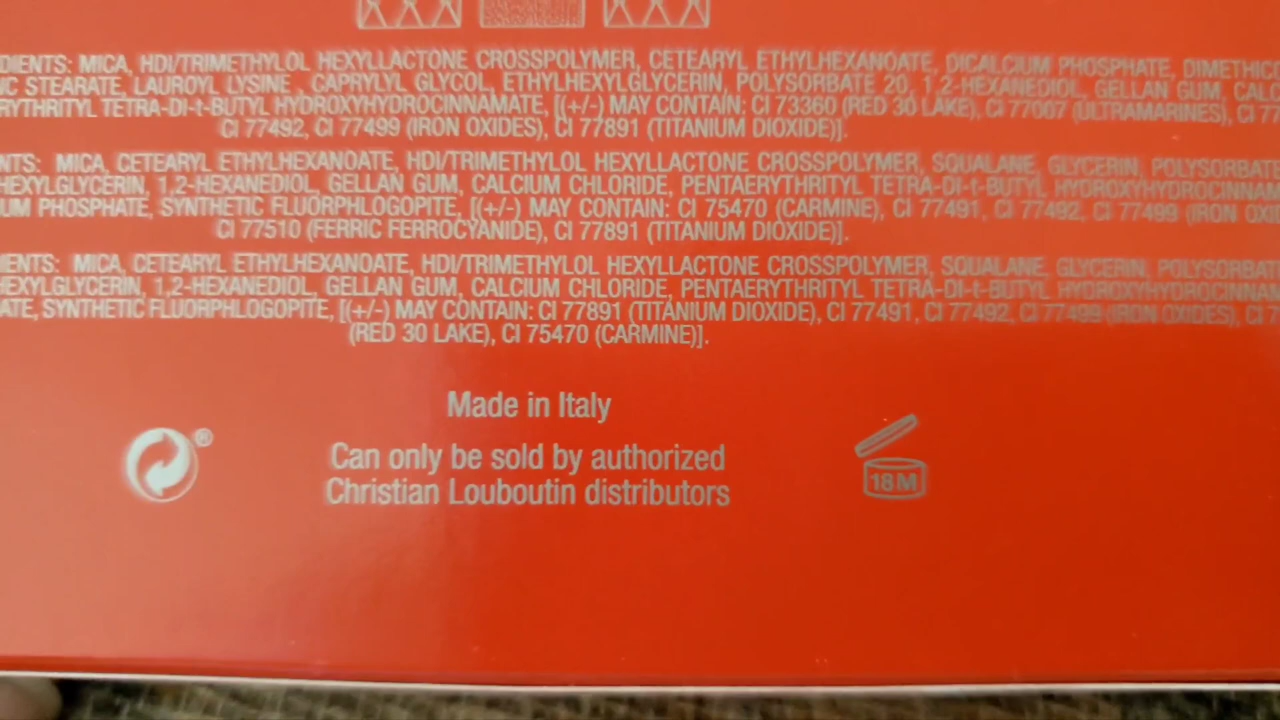 DIENTS: MICA, HDI/TRIMETHYLOL HEXYLLACTONE CROSSPOLYMER, CETEARYL ETHYLHEXANOATE, DICALCIUM PHOSPHATE, DIMETHICO
IC STEARATE, LAUROYL LYSINE, CAPRYLYL GLYCOL, ETHYLHEXYLGLYCERIN, POLYSORBATE 20, 1,2-HEXANEDIOL, GELLAN GUM, CALC
RYTHRITYL TETRA-DI-t-BUTYL HYDROXYHYDROCINNAMATE, [(+/-) MAY CONTAIN: CI 73360 (RED 30 LAKE), CI 77007 (ULTRAMARINES), CI 77
CI 77492, CI 77499 (IRON OXIDES), CI 77891 (TITANIUM DIOXIDE)].
NTS: MICA, CETEARYL ETHYLHEXANOATE, HDI/TRIMETHYLOL HEXYLLACTONE CROSSPOLYMER, SQUALANE, GLYCERIN, POLYSORBATE
HEXYLGLYCERIN, 1,2-HEXANEDIOL, GELLAN GUM, CALCIUM CHLORIDE, PENTAERYTHRITYL TETRA-DI-t-BUTYL HYDROXYHYDROCINNAM
UM PHOSPHATE, SYNTHETIC FLUORPHLOGOPITE, [(+/-) MAY CONTAIN: CI 75470 (CARMINE), CI 77491, CI 77492, CI 77499 (IRON OXI
CI 77510 (FERRIC FERROCYANIDE), CI 77891 (TITANIUM DIOXIDE)].
IENTS: MICA, CETEARYL ETHYLHEXANOATE, HDI/TRIMETHYLOL HEXYLLACTONE CROSSPOLYMER, SQUALANE, GLYCERIN, POLYSORBAT
HEXYLGLYCERIN, 1,2-HEXANEDIOL, GELLAN GUM, CALCIUM CHLORIDE, PENTAERYTHRITYL TETRA-DI-t-BUTYL HYDROXYHYDROCINNAM
ATE, SYNTHETIC FLUORPHLOGOPITE, [(+/-) MAY CONTAIN: CI 77891 (TITANIUM DIOXIDE), CI 77491, CI 77492, CI 77499 (IRON OXIDES), CI 7
(RED 30 LAKE), CI 75470 (CARMINE)].
Made in Italy
®
Can only be sold by authorized
Christian Louboutin distributors
18M